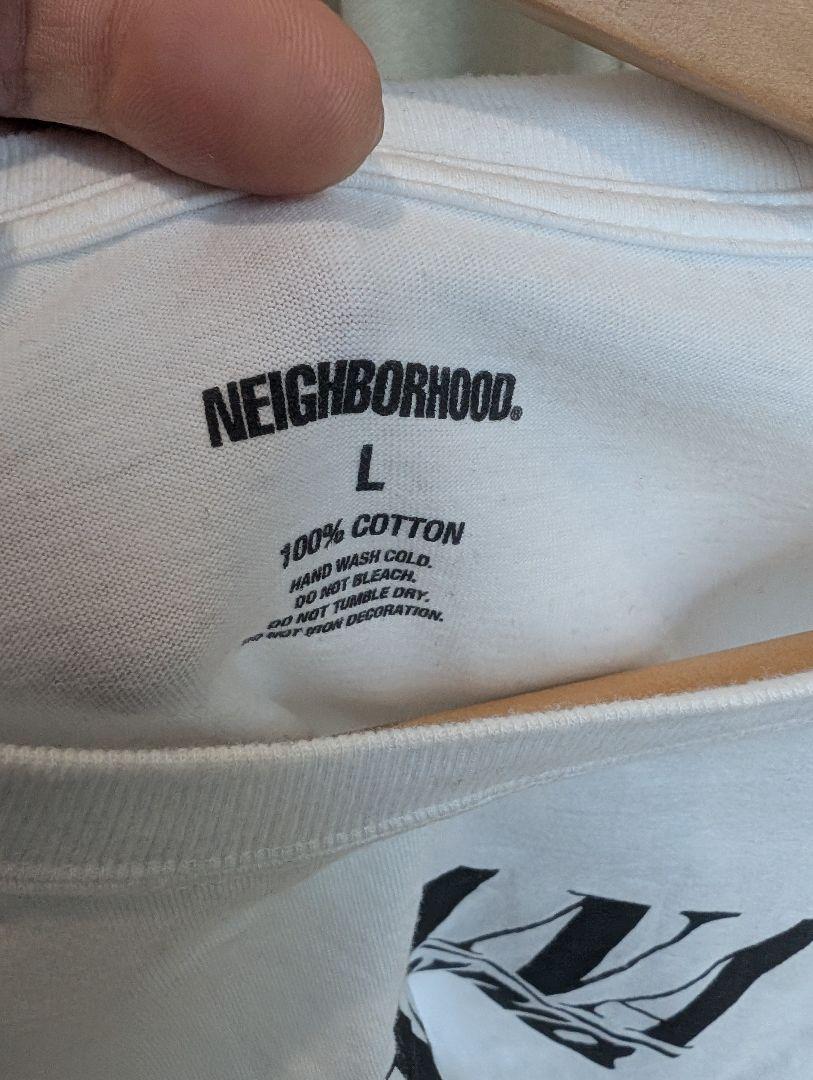 NEIGHBORHOOD®
L
100% COTTON
HAND WASH COLD.
DO NOT BLEACH.
DO NOT TUMBLE DRY.
DO NOT IRON DECORATION.